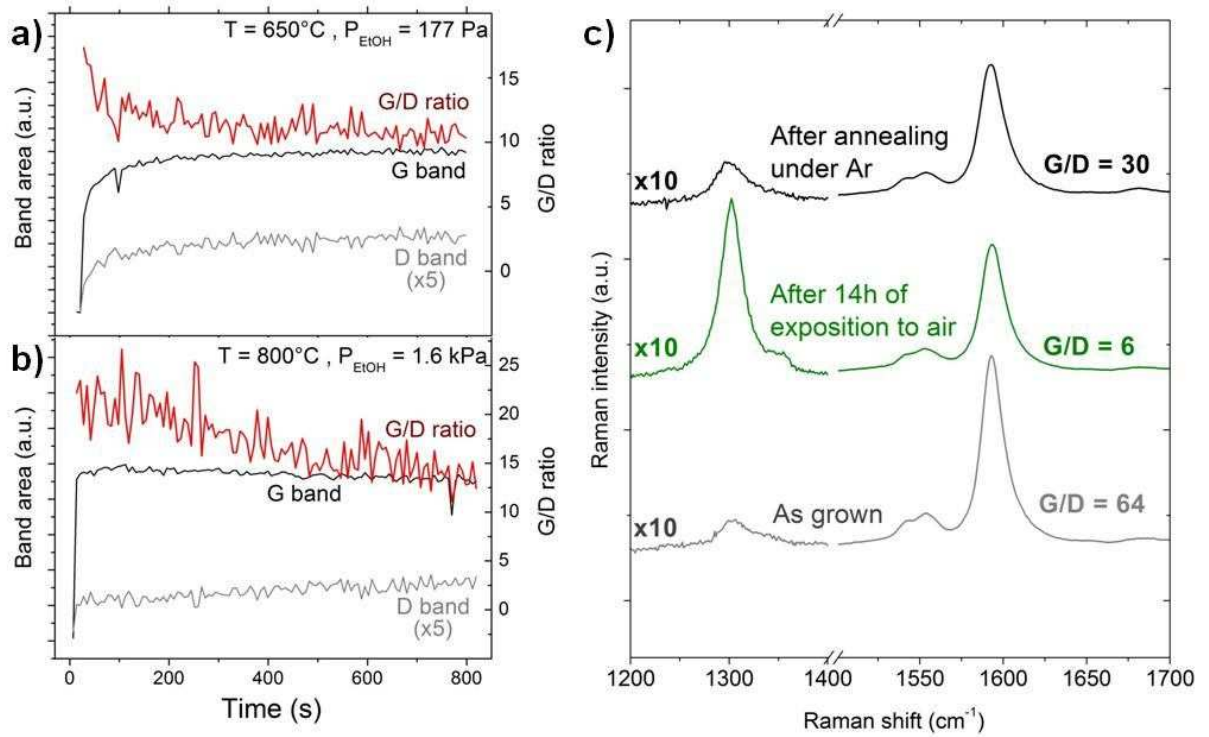 a)
T = 650°C , P_EtOH = 177 Pa
Band area (a.u.)
G/D ratio
15
10
5
0
G/D ratio
G band
D band
(x5)
b)
T = 800°C , P_EtOH = 1.6 kPa
Band area (a.u.)
G/D ratio
25
20
15
10
5
0
G/D ratio
G band
D band
(x5)
0 200 400 600 800
Time (s)
c)
Raman intensity (a.u.)
After annealing
under Ar
x10
G/D = 30
After 14h of
exposition to air
x10
G/D = 6
As grown
x10
G/D = 64
1200 1300 1400 1550 1600 1650 1700
Raman shift (cm⁻¹)